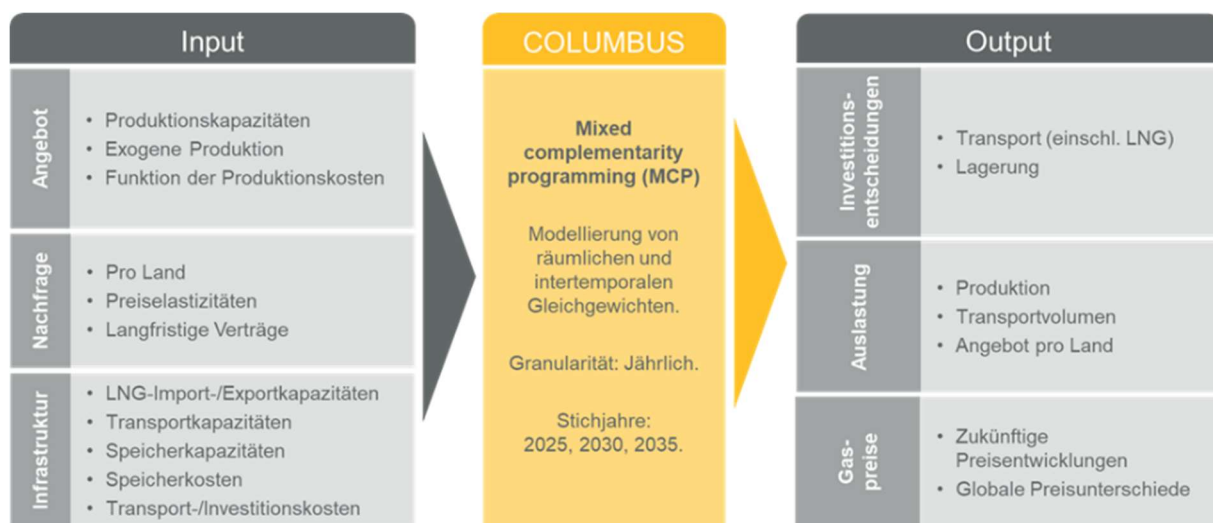 Input
Angebot
• Produktionskapazitäten
• Exogene Produktion
• Funktion der Produktionskosten
Nachfrage
• Pro Land
• Preiselastizitäten
• Langfristige Verträge
Infrastruktur
• LNG-Import-/Exportkapazitäten
• Transportkapazitäten
• Speicherkapazitäten
• Speicherkosten
• Transport-/Investitionskosten
COLUMBUS
Mixed
complementarity
programming (MCP)
Modellierung von
räumlichen und
intertemporalen
Gleichgewichten.
Granularität: Jährlich.
Stichjahre:
2025, 2030, 2035.
Output
Investitions-
entscheidungen
• Transport (einschl. LNG)
• Lagerung
Auslastung
• Produktion
• Transportvolumen
• Angebot pro Land
Gas-
preise
• Zukünftige
Preisentwicklungen
• Globale Preisunterschiede